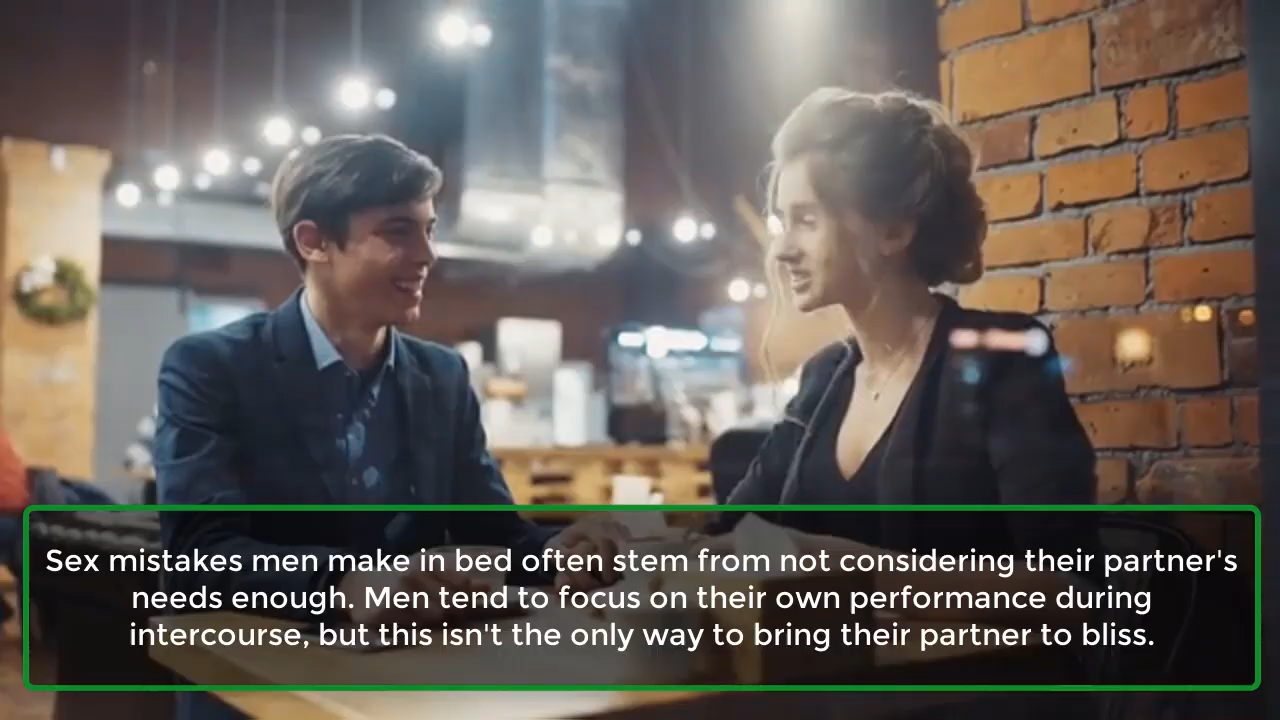 Sex mistakes men make in bed often stem from not considering their partner's
needs enough. Men tend to focus on their own performance during
intercourse, but this isn't the only way to bring their partner to bliss.